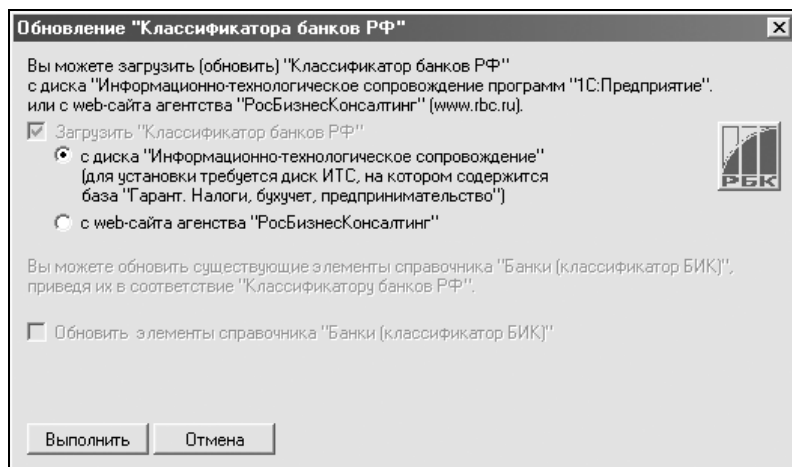 Обновление "Классификатора банков РФ"
Вы можете загрузить (обновить) "Классификатор банков РФ"
с диска "Информационно-технологическое сопровождение программ "1С:Предприятие".
или с web-сайта агентства "РосБизнесКонсалтинг" (www.rbc.ru).
Загрузить "Классификатор банков РФ"
с диска "Информационно-технологическое сопровождение"
(для установки требуется диск ИТС, на котором содержится
база "Гарант. Налоги, бухучет, предпринимательство")
РБК
с web-сайта агенства "РосБизнесКонсалтинг"
Вы можете обновить существующие элементы справочника "Банки (классификатор БИК)",
приведя их в соответствие "Классификатору банков РФ".
Обновить элементы справочника "Банки (классификатор БИК)"
Выполнить Отмена